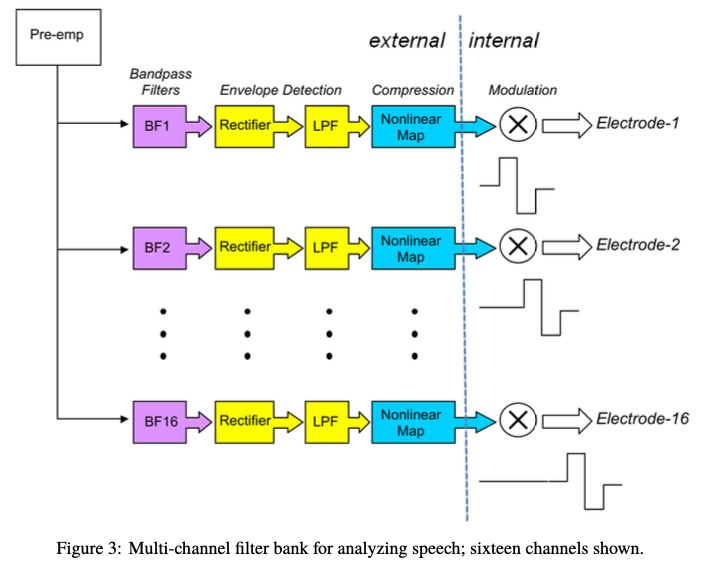 Pre-emp
external internal
Bandpass
Filters
Envelope Detection
Compression
Modulation
BF1
Rectifier
LPF
Nonlinear
Map
Electrode-1
BF2
Rectifier
LPF
Nonlinear
Map
Electrode-2
BF16
Rectifier
LPF
Nonlinear
Map
Electrode-16
Figure 3: Multi-channel filter bank for analyzing speech; sixteen channels shown.